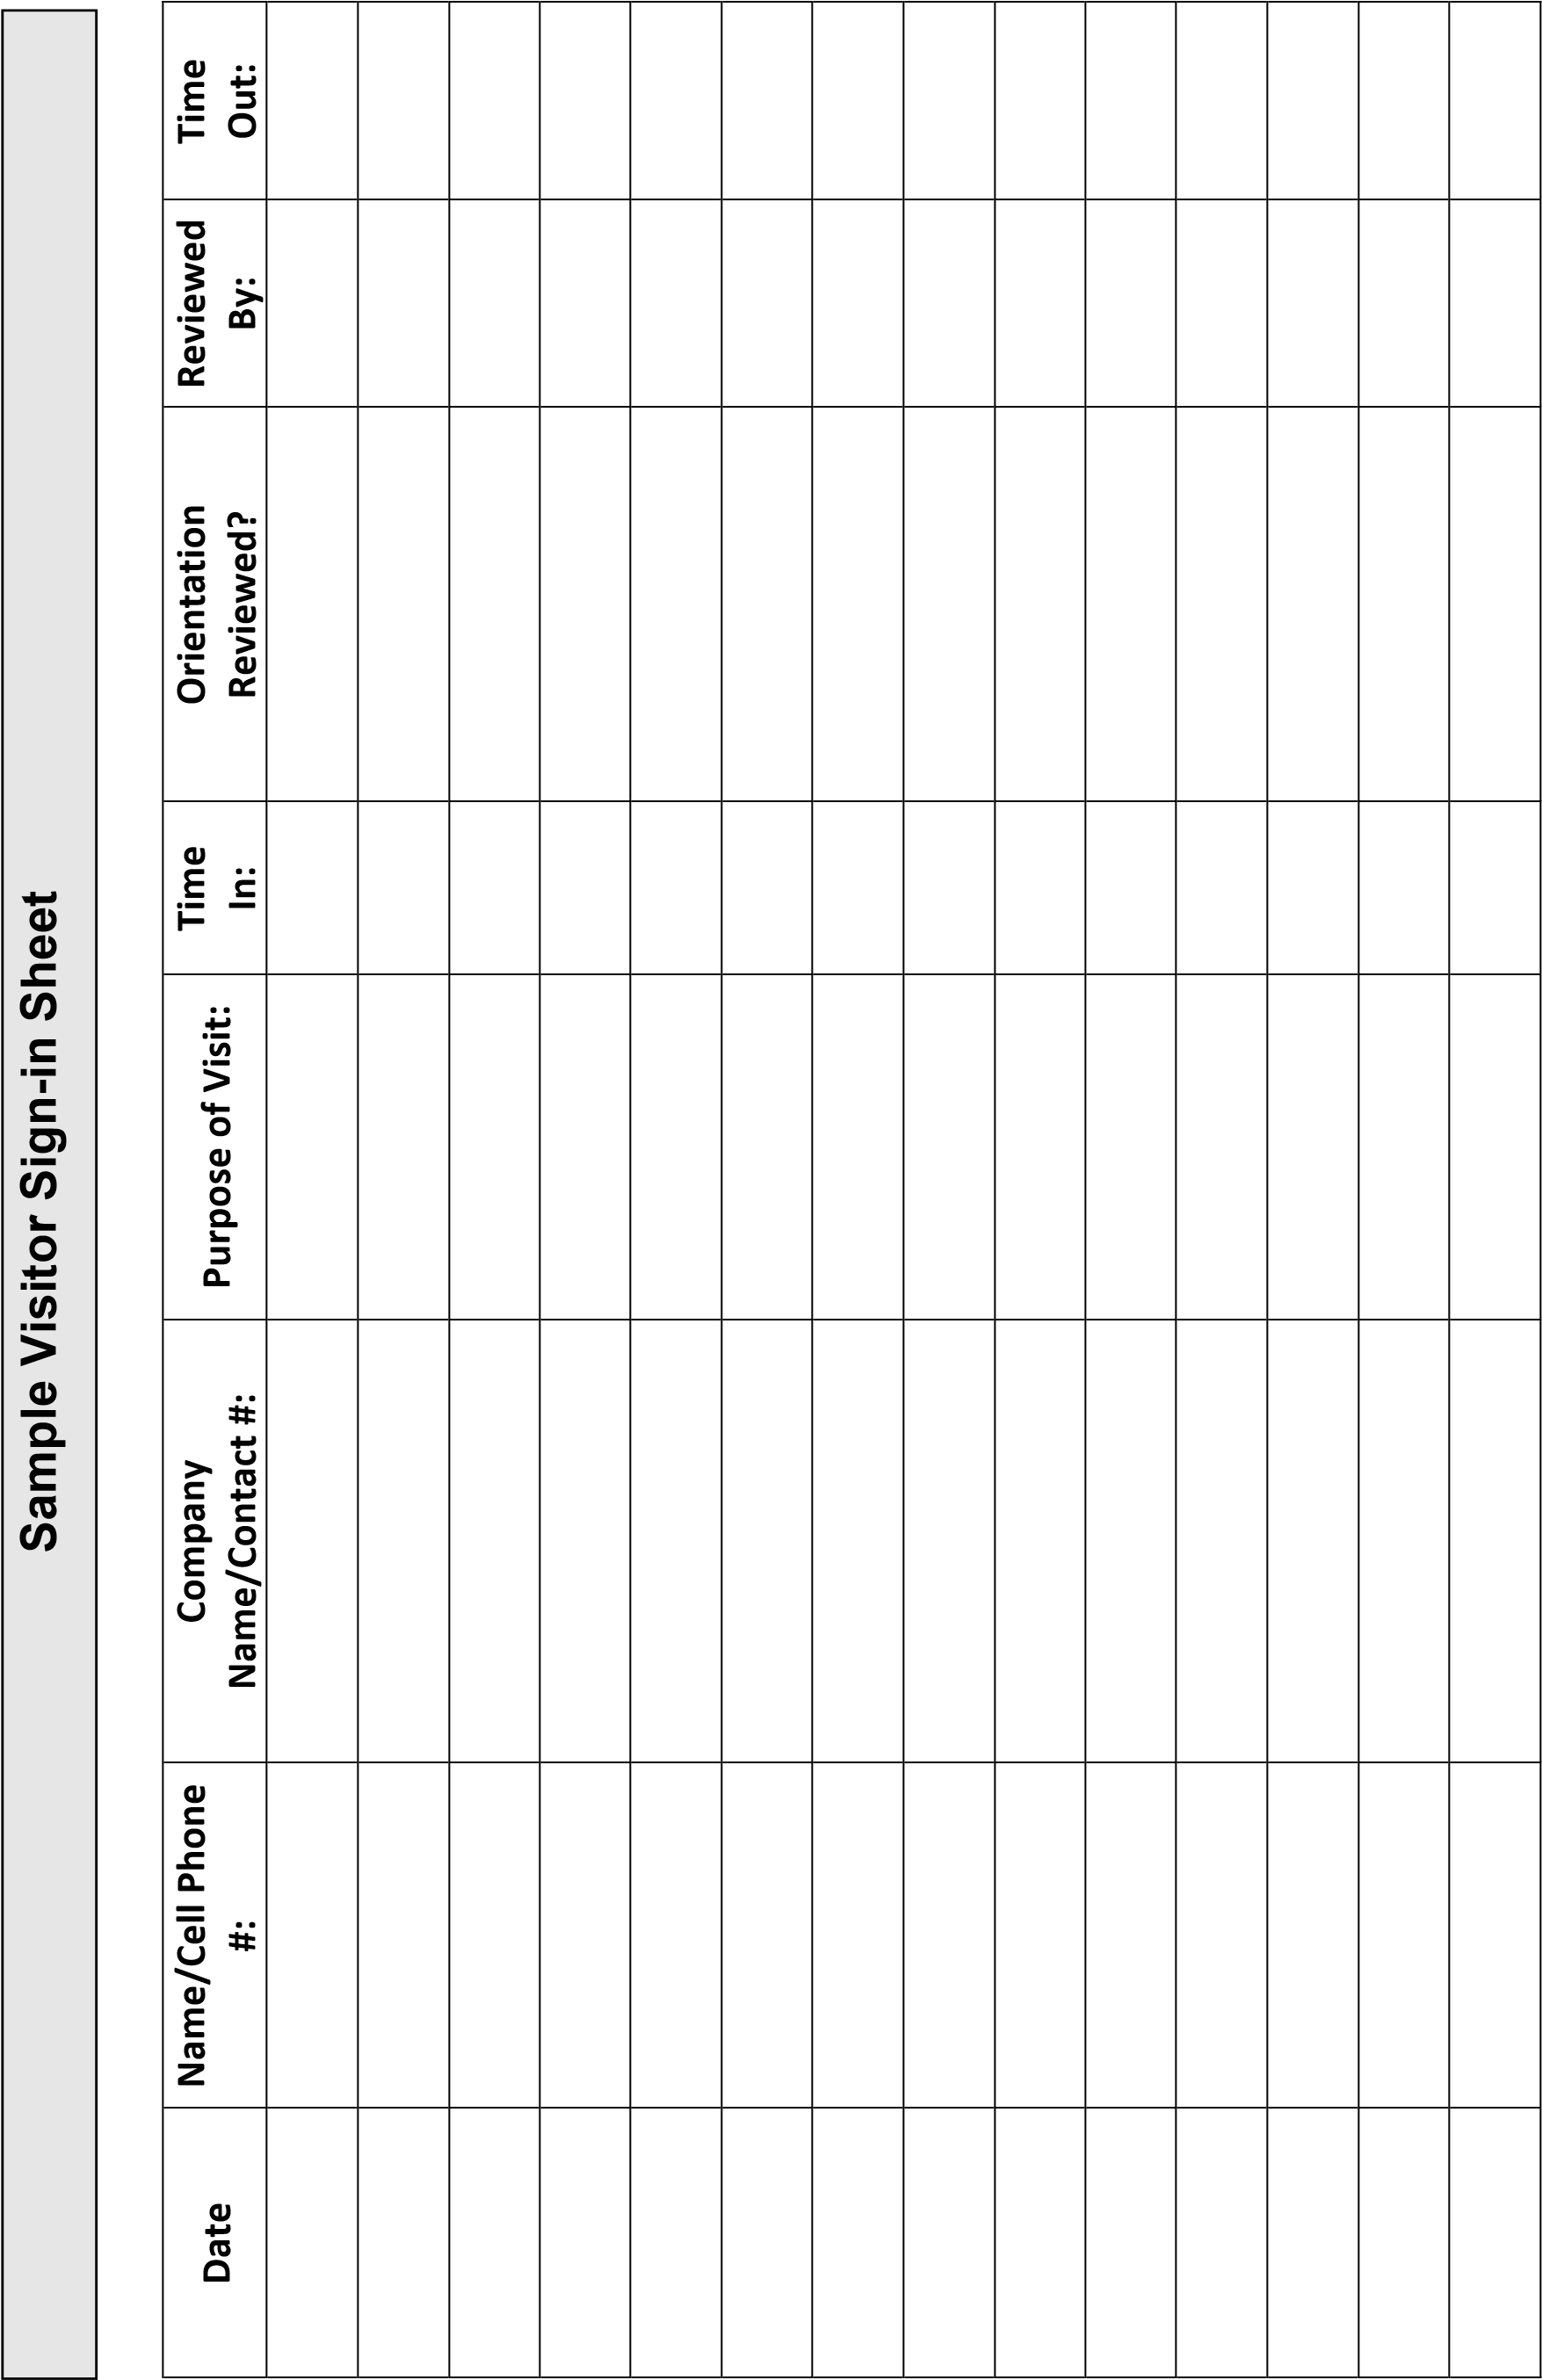 Sample Visitor Sign-in Sheet
Date
Name/Cell Phone
#:
Company
Name/Contact #:
Purpose of Visit:
Time
In:
Orientation
Reviewed?
Reviewed
By:
Time
Out: